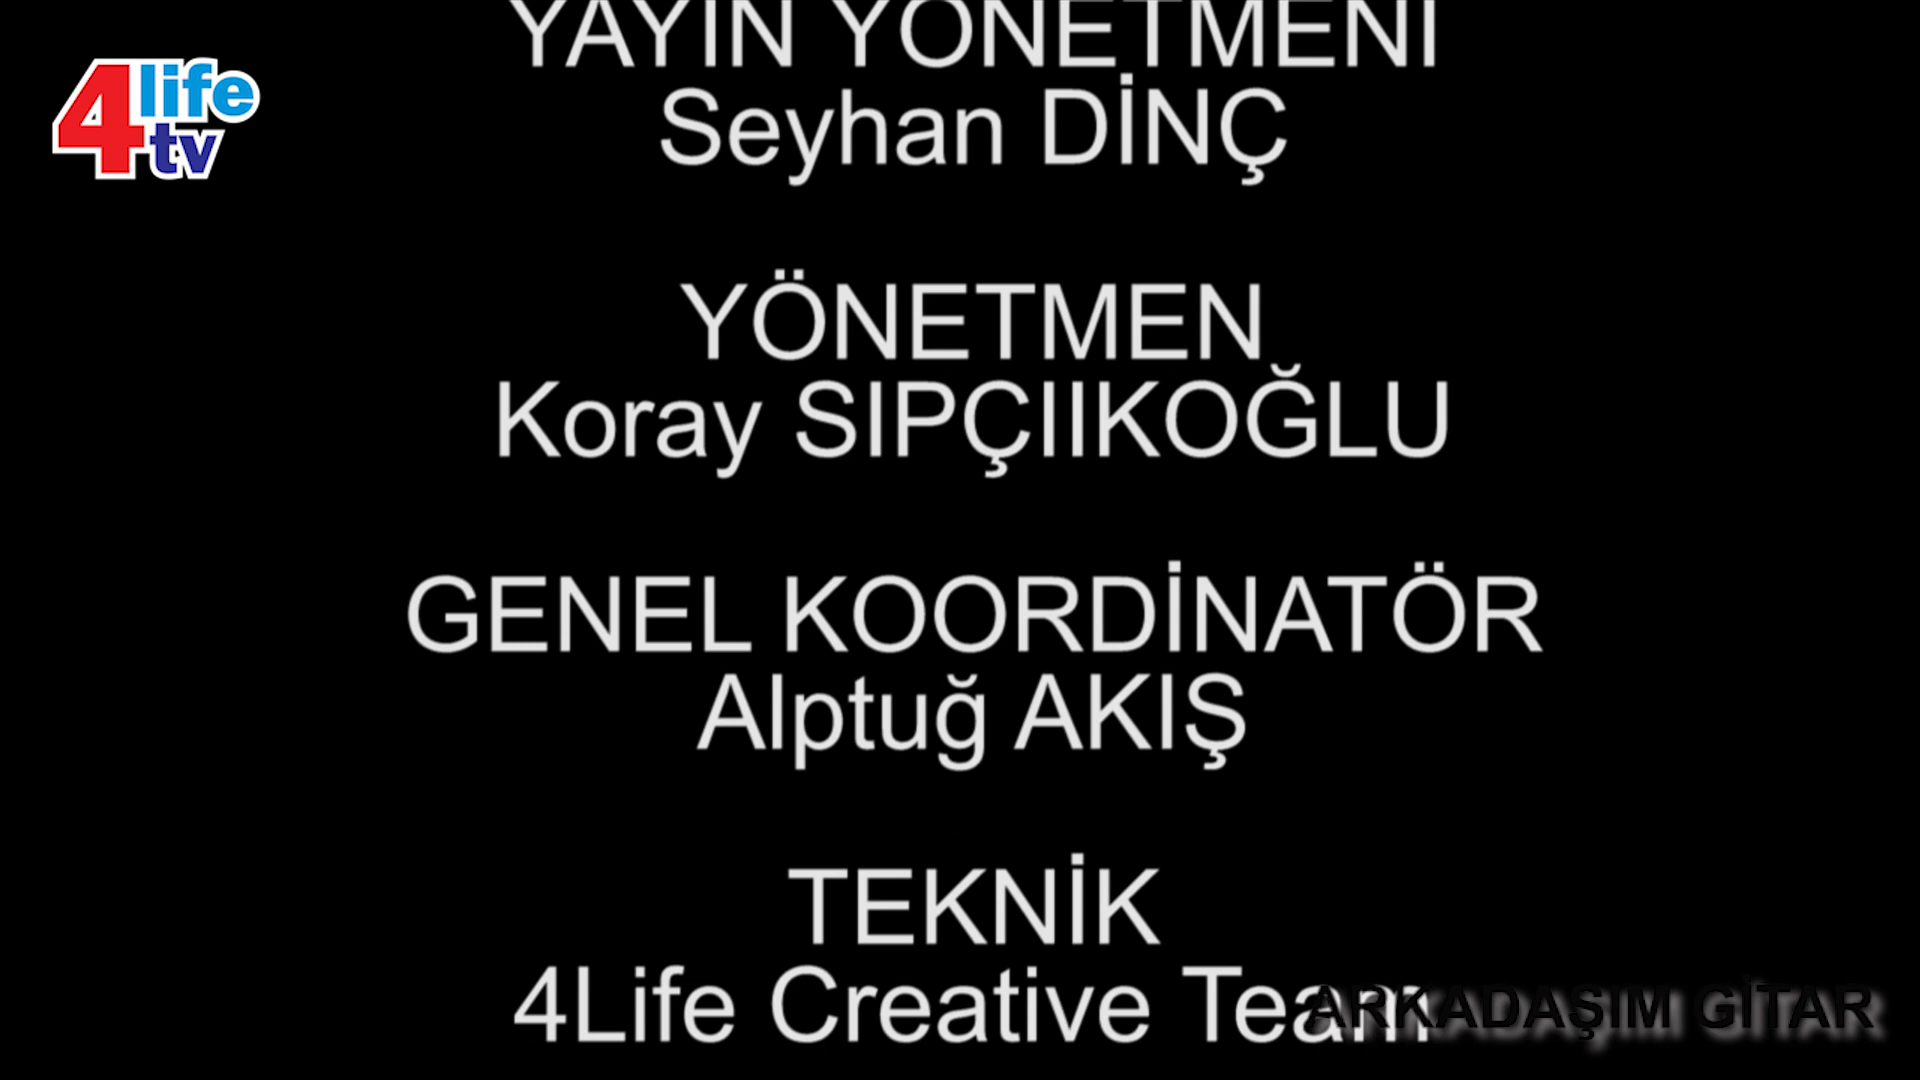 YAYIN YÖNETMENİ
4life
tv
Seyhan DİNÇ
YÖNETMEN
Koray SIPÇIIKOĞLU
GENEL KOORDİNATÖR
Alptuğ AKIŞ
TEKNİK
4Life Creative Team
ARKADAŞIM GİTAR